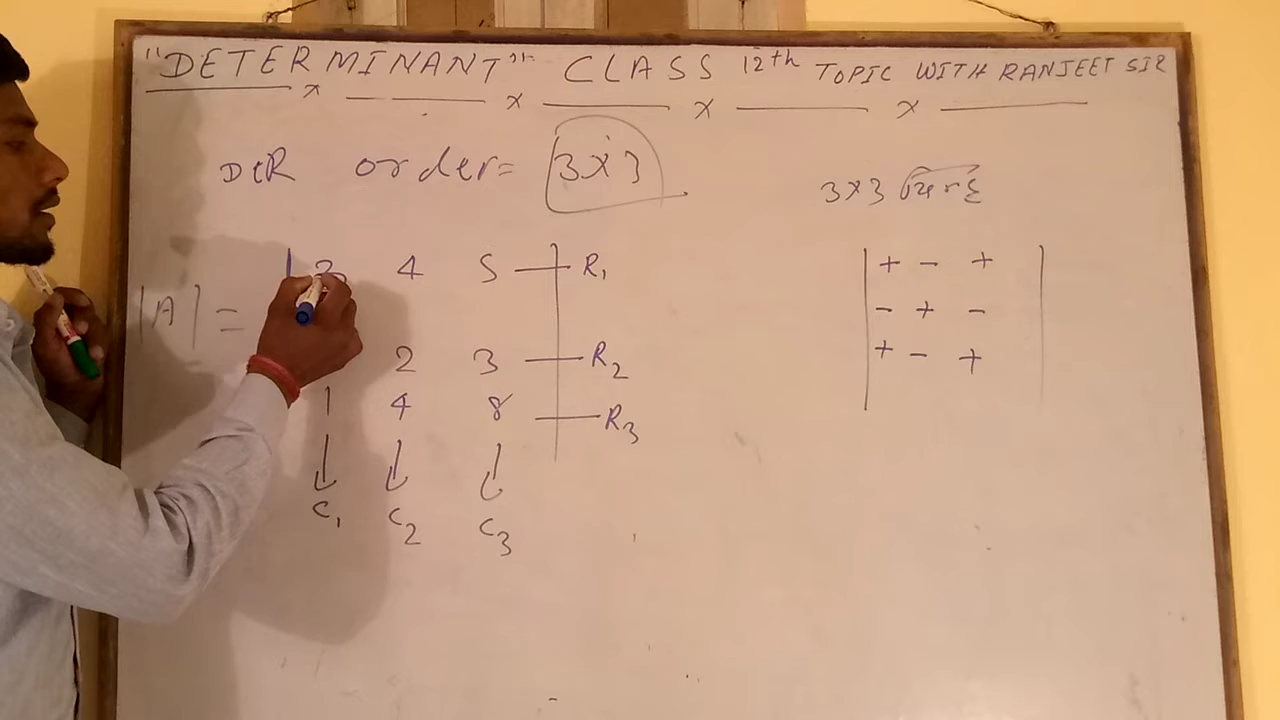 "DETERMINANT" CLASS 12th TOPIC WITH RANJEET SIR
x x x x
order= 3x3
3x3
|A| = 4 5 R1
2 3 R2
1 4 8 R3
C1 C2 C3
+ - +
- + -
+ - +